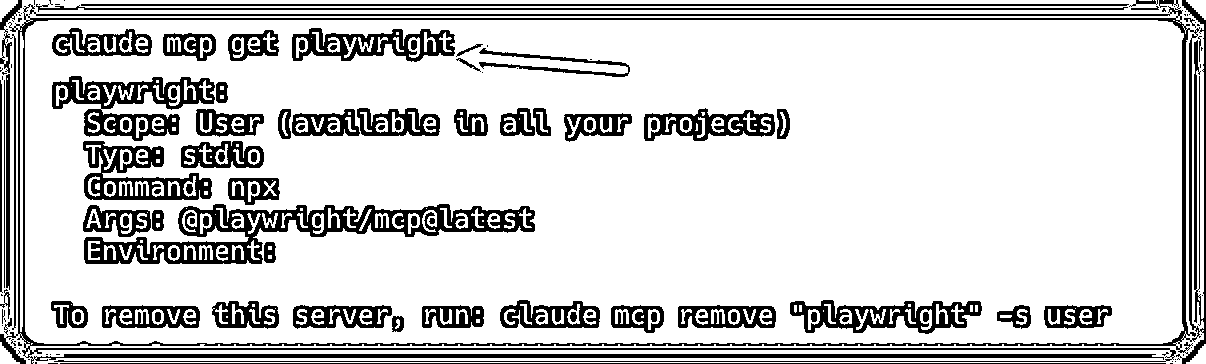 claude mcp get playwright
playwright:
  Scope: User (available in all your projects)
  Type: stdio
  Command: npx
  Args: @playwright/mcp@latest
  Environment:

To remove this server, run: claude mcp remove "playwright" -s user